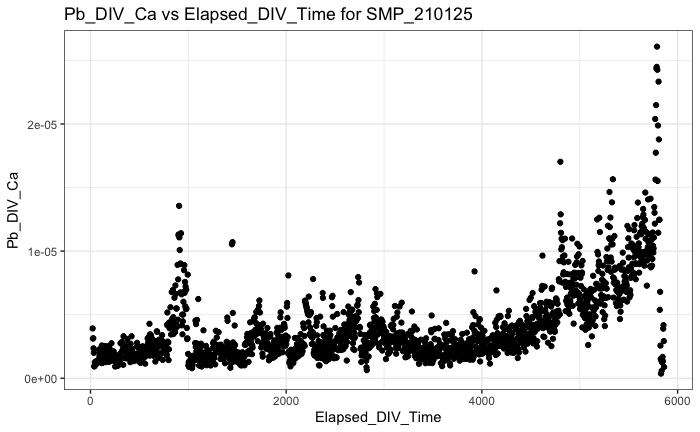 Pb_DIV_Ca vs Elapsed_DIV_Time for SMP_210125
Pb_DIV_Ca
2e-05
1e-05
0e+00
0 2000 4000 6000
Elapsed_DIV_Time